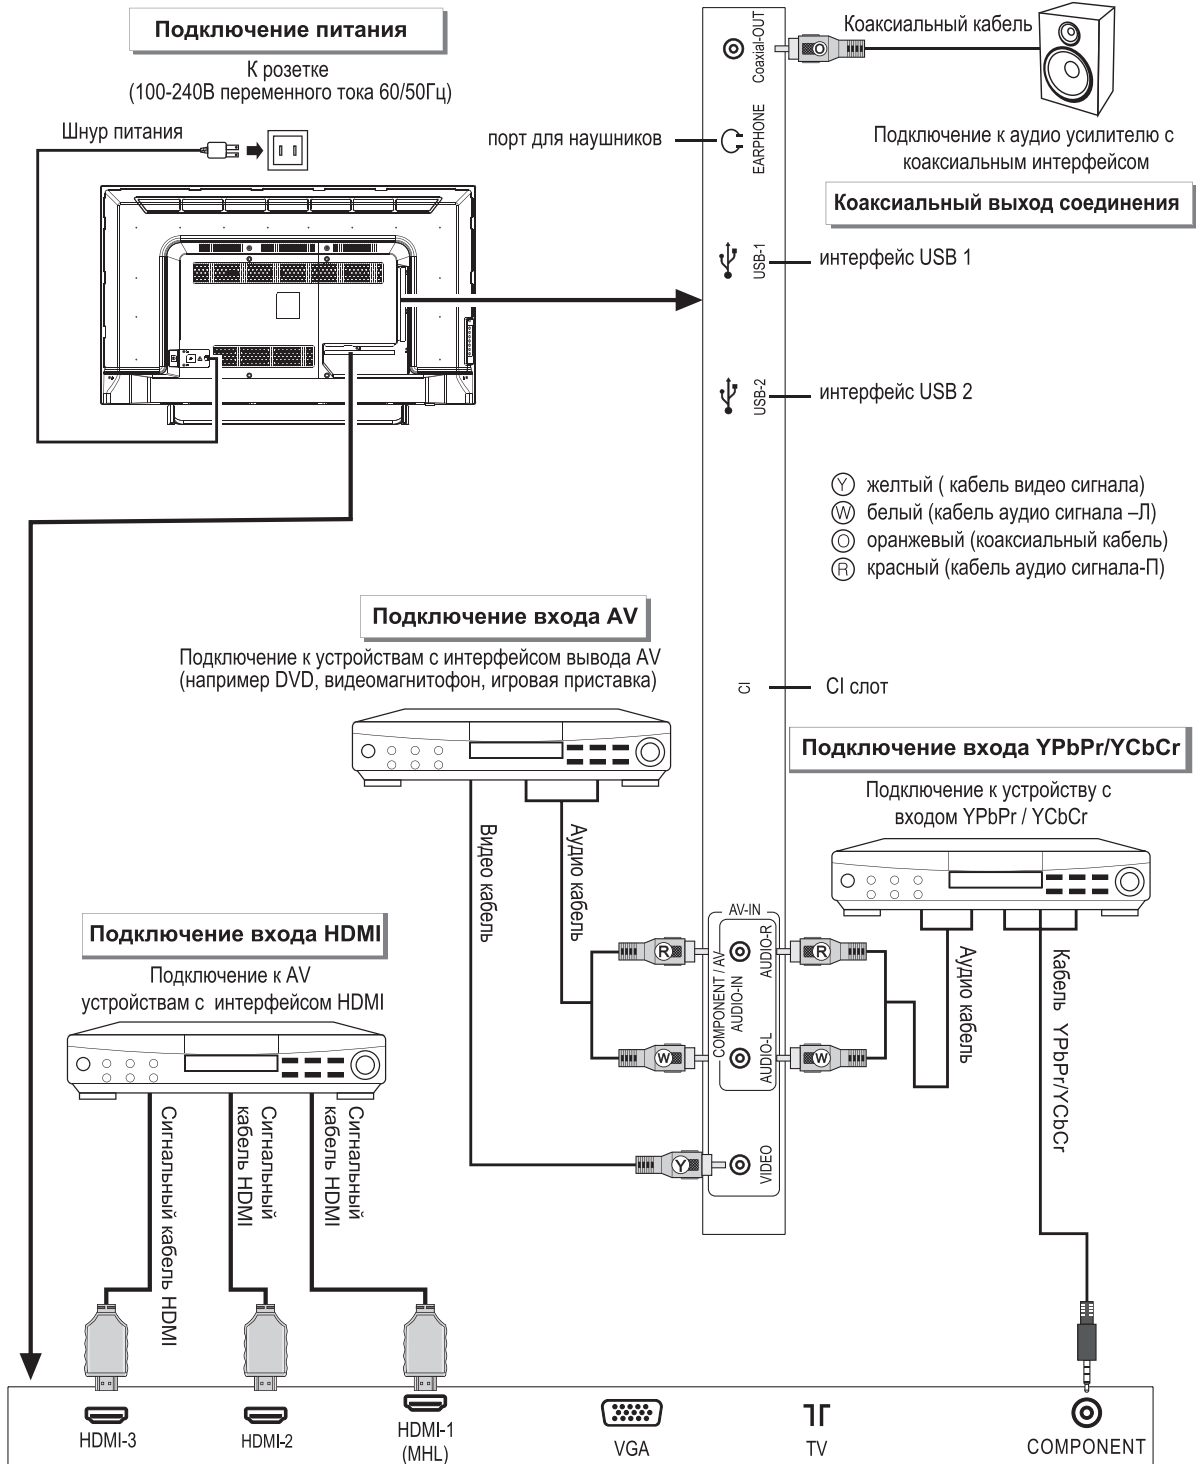 Подключение питания
К розетке
(100-240В переменного тока 60/50Гц)
Шнур питания
Coaxial-OUT
O
Коаксиальный кабель
Подключение к аудио усилителю с
коаксиальным интерфейсом
Коаксиальный выход соединения
порт для наушников
EARPHONE
USB-1
интерфейс USB 1
USB-2
интерфейс USB 2
Y желтый ( кабель видео сигнала)
W белый (кабель аудио сигнала –Л)
O оранжевый (коаксиальный кабель)
R красный (кабель аудио сигнала-П)
Подключение входа AV
Подключение к устройствам с интерфейсом вывода AV
(например DVD, видеомагнитофон, игровая приставка)
CI
CI слот
Подключение входа YPbPr/YCbCr
Подключение к устройству с
входом YPbPr / YCbCr
Видео кабель
Аудио кабель
AV-IN
COMPONENT / AV
AUDIO-IN
AUDIO-R
AUDIO-L
VIDEO
R
R
W
W
Y
Аудио кабель
Кабель YPbPr/YCbCr
Подключение входа HDMI
Подключение к AV
устройствам с интерфейсом HDMI
Сигнальный кабель HDMI
Сигнальный
кабель HDMI
Сигнальный
кабель HDMI
HDMI-3
HDMI-2
HDMI-1
(MHL)
VGA
TV
COMPONENT